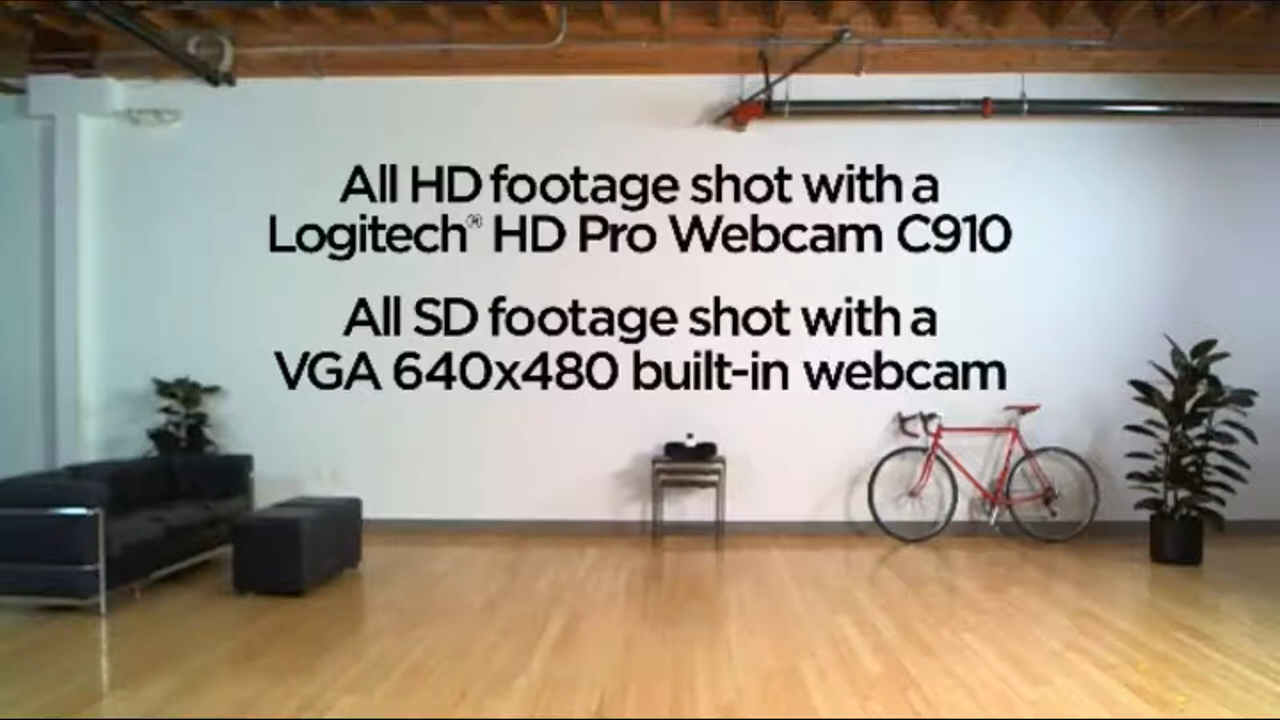 All HD footage shot with a
Logitech® HD Pro Webcam C910
All SD footage shot with a
VGA 640x480 built-in webcam